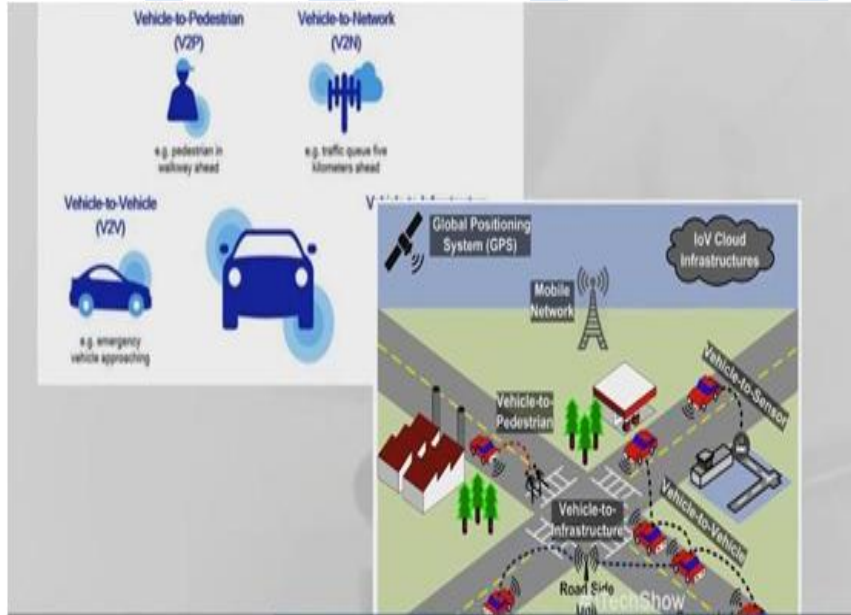 Vehicle-to-Pedestrian
(V2P)
Vehicle-to-Network
(V2N)
e.g. pedestrian in
walkway ahead
e.g. traffic queue five
kilometers ahead
Vehicle-to-Vehicle
(V2V)
e.g. emergency
vehicle approaching
Global Positioning
System (GPS)
IoV Cloud
Infrastructures
Mobile
Network
Vehicle-to-Sensor
Vehicle-to-
Pedestrian
Vehicle-to-
Infrastructure
Vehicle-to-Vehicle
Road Side
TechShow